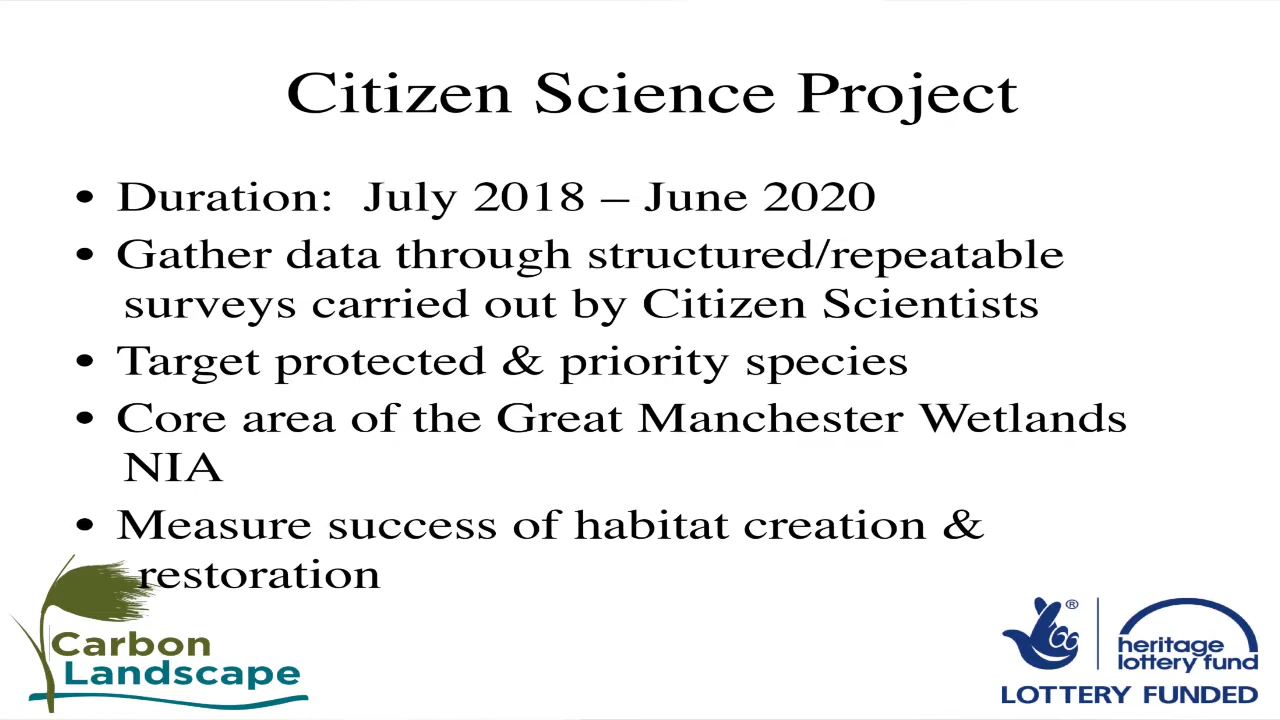 Citizen Science Project
• Duration:  July 2018 – June 2020
• Gather data through structured/repeatable
surveys carried out by Citizen Scientists
• Target protected & priority species
• Core area of the Great Manchester Wetlands
NIA
• Measure success of habitat creation &
restoration
Carbon
Landscape
®
heritage
lottery fund
LOTTERY FUNDED